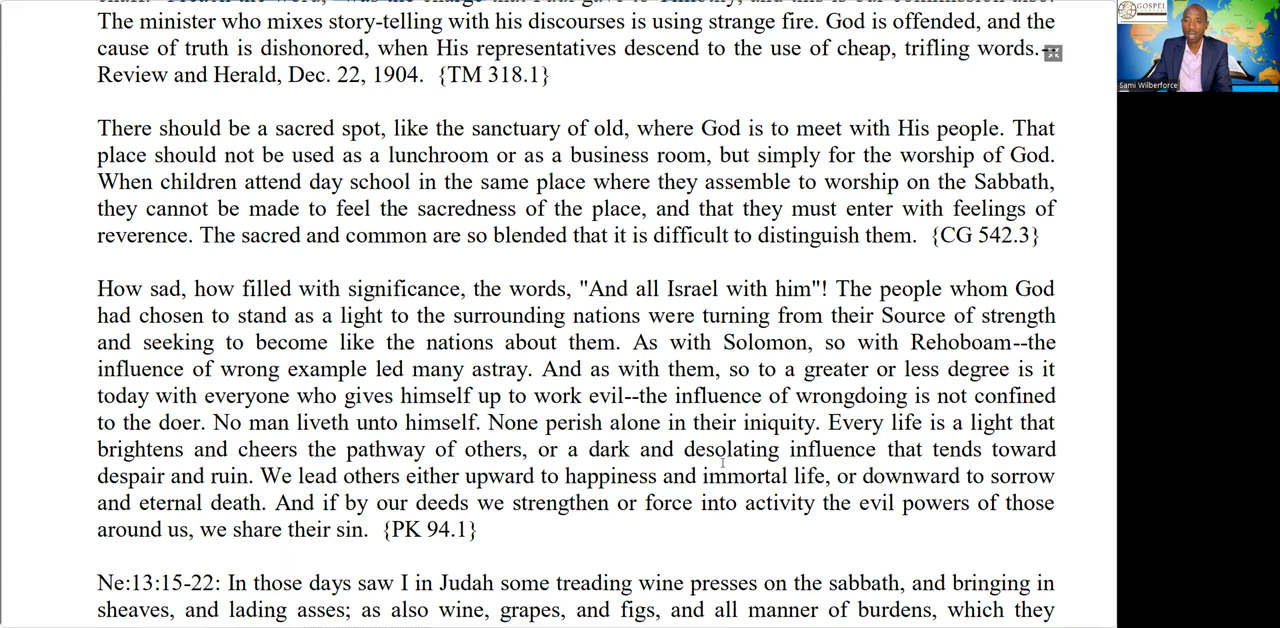 The minister who mixes story-telling with his discourses is using strange fire. God is offended, and the
cause of truth is dishonored, when His representatives descend to the use of cheap, trifling words.--
Review and Herald, Dec. 22, 1904.  {TM 318.1}
There should be a sacred spot, like the sanctuary of old, where God is to meet with His people. That
place should not be used as a lunchroom or as a business room, but simply for the worship of God.
When children attend day school in the same place where they assemble to worship on the Sabbath,
they cannot be made to feel the sacredness of the place, and that they must enter with feelings of
reverence. The sacred and common are so blended that it is difficult to distinguish them.  {CG 542.3}
How sad, how filled with significance, the words, "And all Israel with him"! The people whom God
had chosen to stand as a light to the surrounding nations were turning from their Source of strength
and seeking to become like the nations about them. As with Solomon, so with Rehoboam--the
influence of wrong example led many astray. And as with them, so to a greater or less degree is it
today with everyone who gives himself up to work evil--the influence of wrongdoing is not confined
to the doer. No man liveth unto himself. None perish alone in their iniquity. Every life is a light that
brightens and cheers the pathway of others, or a dark and desolating influence that tends toward
despair and ruin. We lead others either upward to happiness and immortal life, or downward to sorrow
and eternal death. And if by our deeds we strengthen or force into activity the evil powers of those
around us, we share their sin.  {PK 94.1}
Ne:13:15-22: In those days saw I in Judah some treading wine presses on the sabbath, and bringing in
sheaves, and lading asses; as also wine, grapes, and figs, and all manner of burdens, which they
GOSPEL
Sami Wilberforce